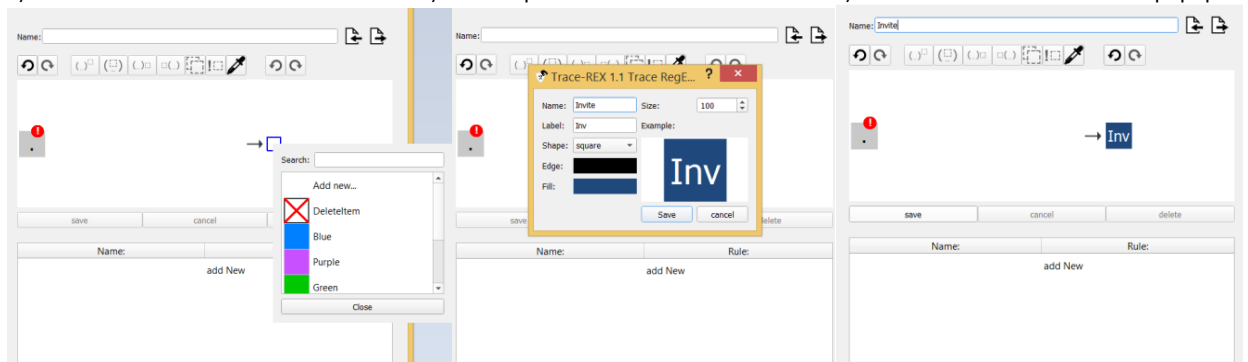 Name:
!
.
→
Search:
Add new...
DeleteItem
Blue
Purple
Green
Close
save
cancel
Name:
add New
Name:
Trace-REX 1.1 Trace RegE... ? ×
Name: Invite Size: 100
Label: Inv Example:
Shape: square
Edge:
Fill:
Inv
Save cancel
!
.
save
delete
Name: Rule:
add New
Name: Invite
!
.
→ Inv
save cancel delete
Name: Rule:
add New